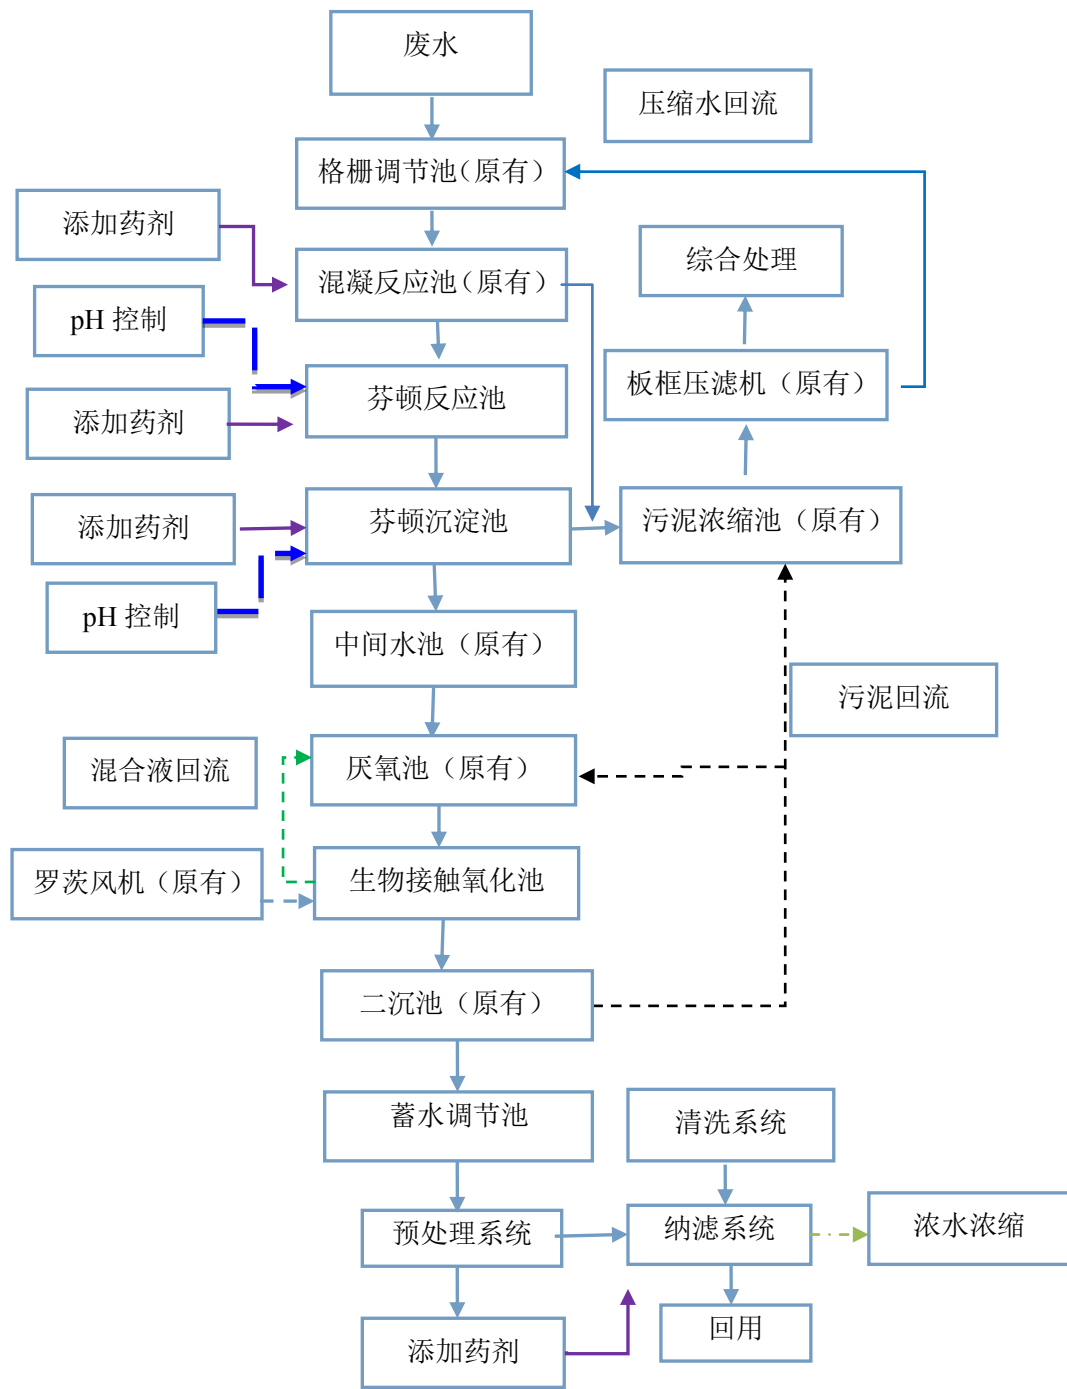 废水
压缩水回流
格栅调节池（原有）
添加药剂
综合处理
混凝反应池（原有）
pH 控制
板框压滤机（原有）
芬顿反应池
添加药剂
添加药剂
芬顿沉淀池
污泥浓缩池（原有）
pH 控制
中间水池（原有）
污泥回流
混合液回流
厌氧池（原有）
罗茨风机（原有）
生物接触氧化池
二沉池（原有）
蓄水调节池
清洗系统
预处理系统
纳滤系统
浓水浓缩
添加药剂
回用